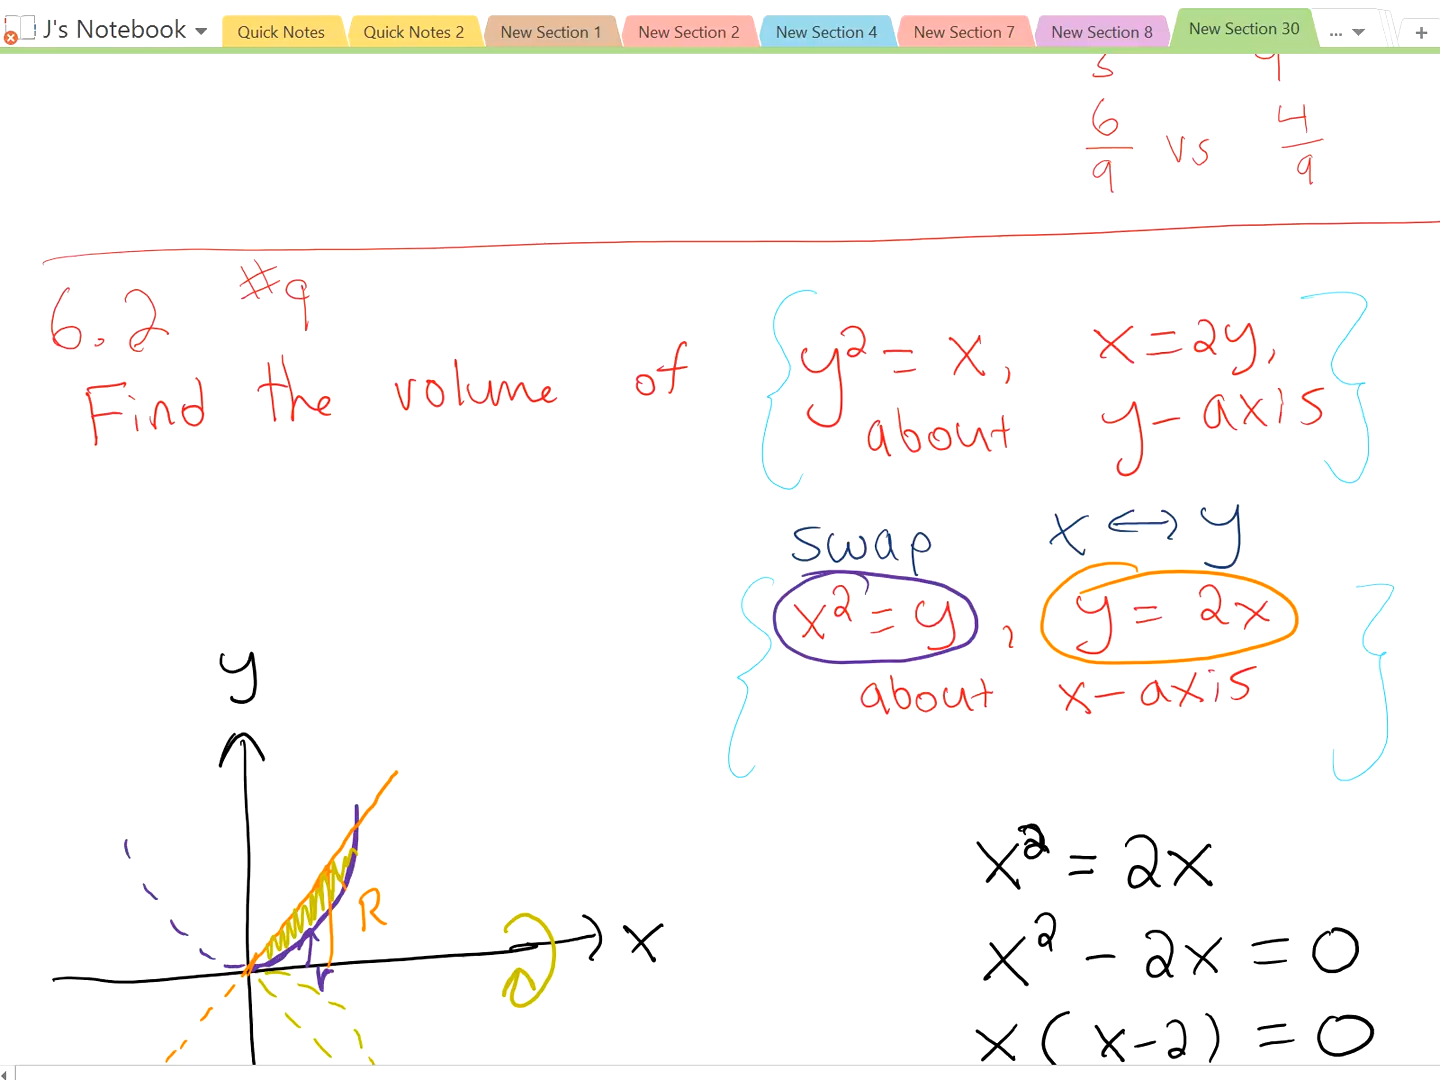 J's Notebook Quick Notes Quick Notes 2 New Section 1 New Section 2 New Section 4 New Section 7 New Section 8 New Section 30 ... +
6/9 vs 4/9
6.2 #9
Find the volume of { y² = x, x = 2y,
about y-axis }
swap x ↔ y
{ x² = y, y = 2x
about x-axis }
y
R
r
x
x² = 2x
x² - 2x = 0
x(x-2) = 0